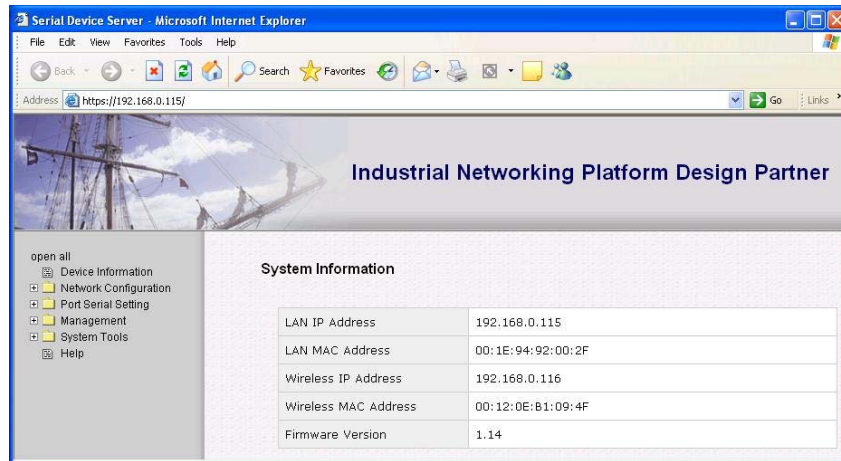 Serial Device Server - Microsoft Internet Explorer
File Edit View Favorites Tools Help
Back Search Favorites
Address https://192.168.0.115/ Go Links »
Industrial Networking Platform Design Partner
open all
Device Information
Network Configuration
Port Serial Setting
Management
System Tools
Help
System Information
LAN IP Address 192.168.0.115
LAN MAC Address 00:1E:94:92:00:2F
Wireless IP Address 192.168.0.116
Wireless MAC Address 00:12:0E:B1:09:4F
Firmware Version 1.14